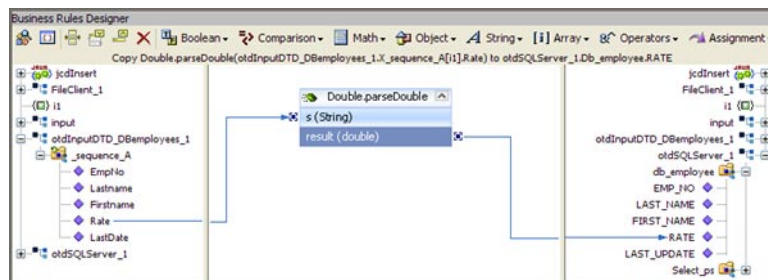 Business Rules Designer
Boolean Comparison Math Object A String [i] Array Operators Assignment
Copy Double.parseDouble(otdInputDTD_DBemployees_1.X_sequence_A[i1].Rate) to otdSQLServer_1.Db_employee.RATE
jcdInsert
FileClient_1
i1
input
otdInputDTD_DBemployees_1
_sequence_A
EmpNo
Lastname
Firstname
Rate
LastDate
otdSQLServer_1
Double.parseDouble
s (String)
result (double)
jcdInsert
FileClient_1
i1
input
otdInputDTD_DBemployees_1
otdSQLServer_1
db_employee
EMP_NO
LAST_NAME
FIRST_NAME
RATE
LAST_UPDATE
Select_ps